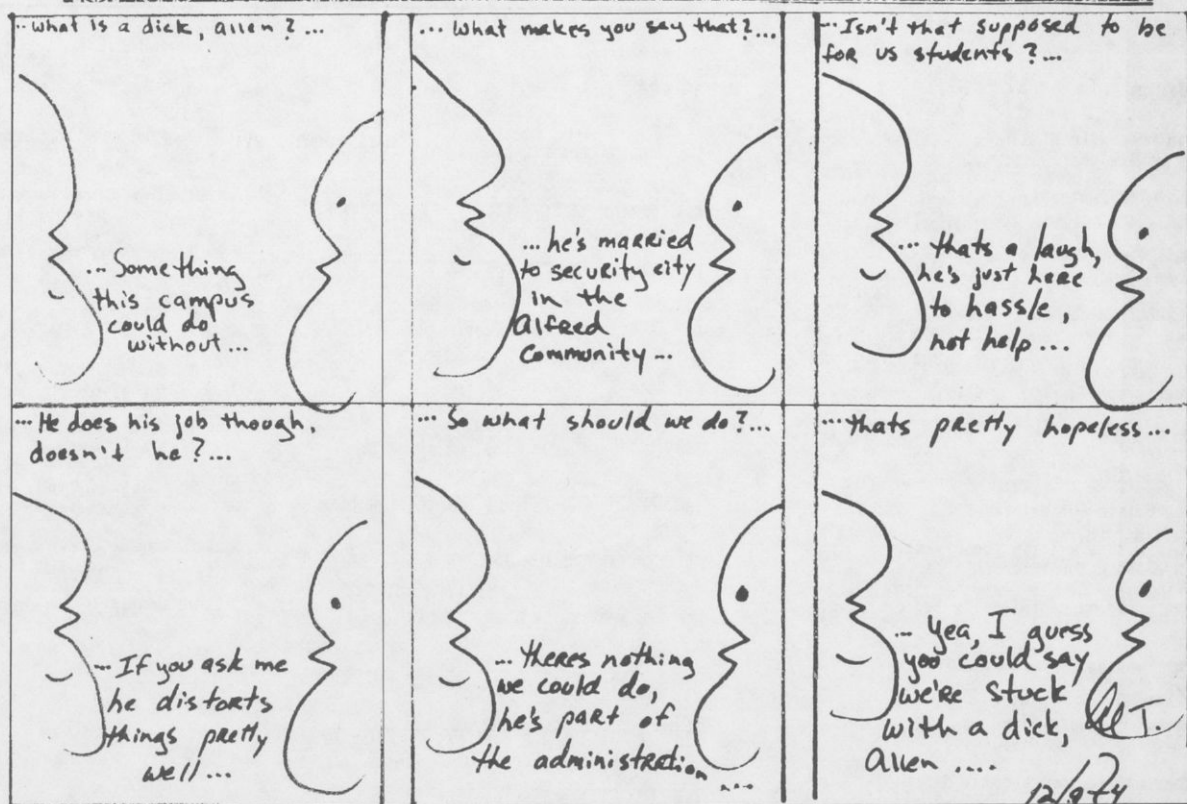 ..what is a dick, allen?...
... Something
this campus
could do
without...
... What makes you say that?...
... he's married
to security city
in the
Alfred
Community...
... Isn't that supposed to be
for us students?...
... thats a laugh,
he's just here
to hassle,
not help...
... He does his job though,
doesn't he?...
... If you ask me
he distorts
things pretty
well...
... So what should we do?...
... theres nothing
we could do,
he's part of
the administration...
... thats pretty hopeless...
... yea, I guess
you could say
we're stuck
with a dick,
allen ....
Al T.